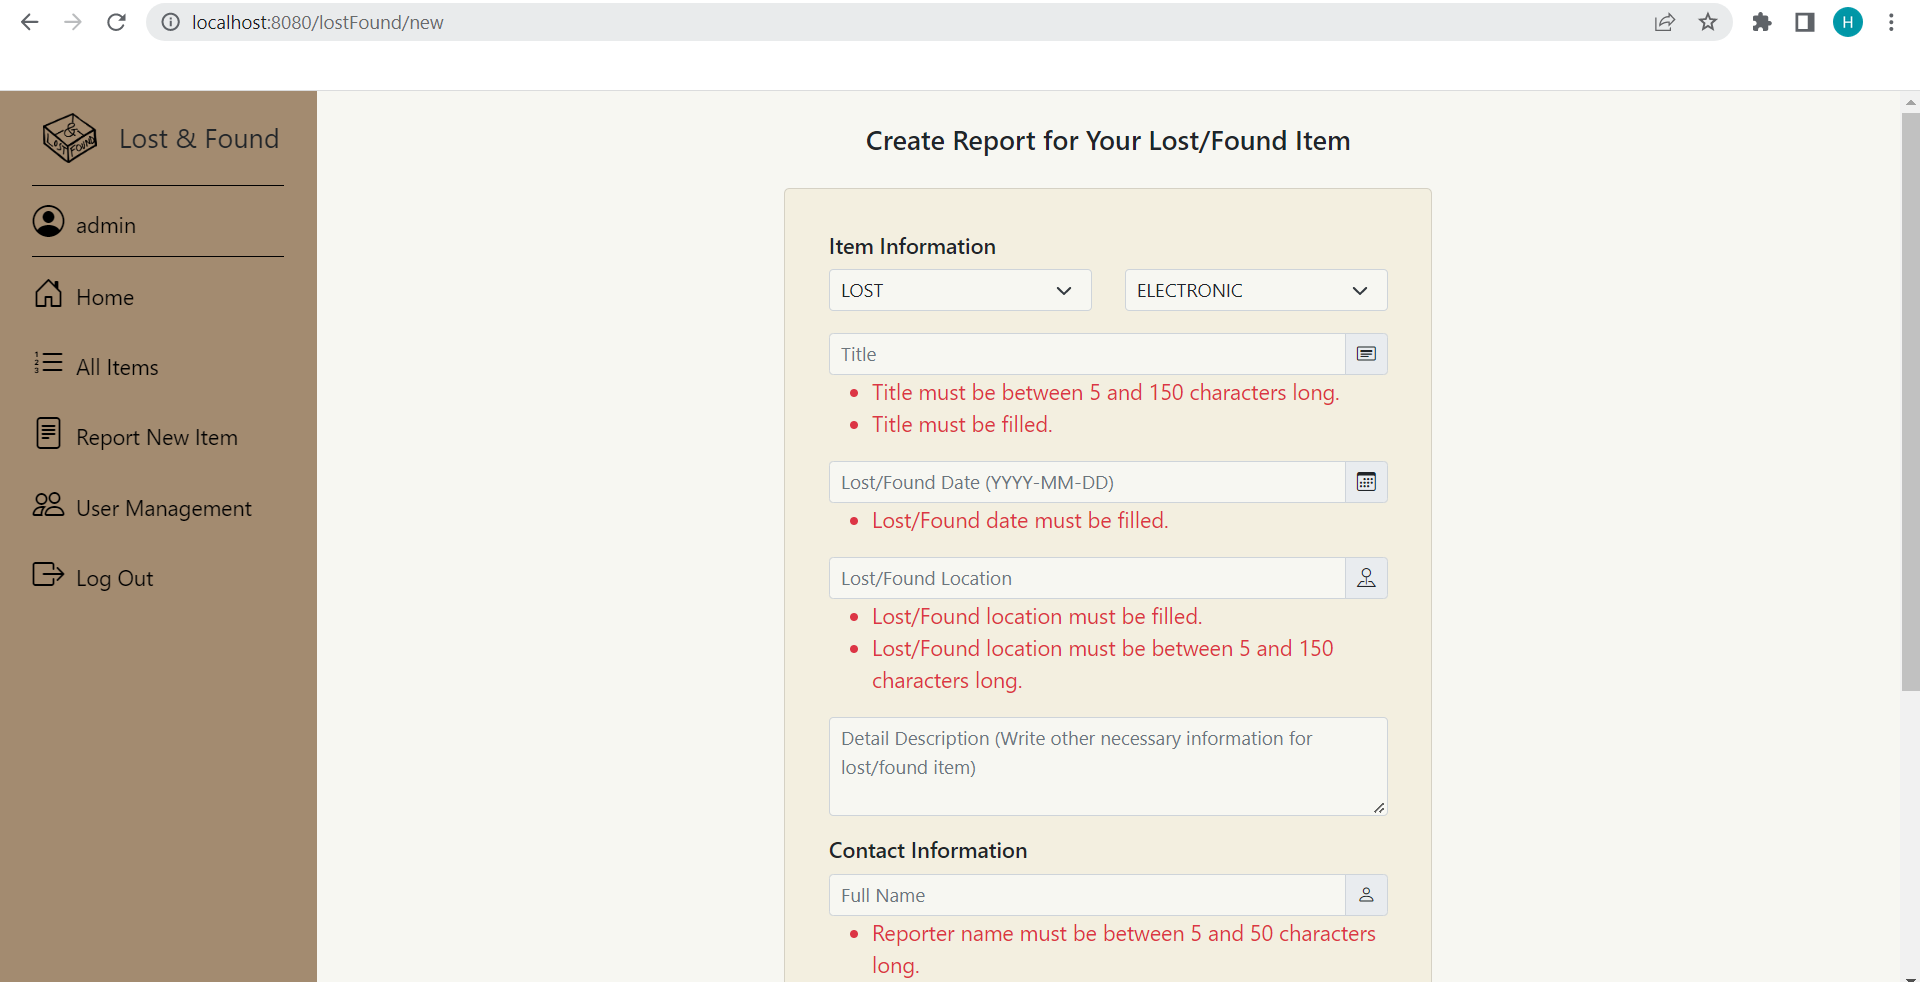 localhost:8080/lostFound/new
H
& LOST FOUND
Lost & Found
admin
Home
1
2
3
All Items
Report New Item
User Management
Log Out
Create Report for Your Lost/Found Item
Item Information
LOST
ELECTRONIC
Title
Title must be between 5 and 150 characters long.
Title must be filled.
Lost/Found Date (YYYY-MM-DD)
Lost/Found date must be filled.
Lost/Found Location
Lost/Found location must be filled.
Lost/Found location must be between 5 and 150
characters long.
Detail Description (Write other necessary information for
lost/found item)
Contact Information
Full Name
Reporter name must be between 5 and 50 characters
long.